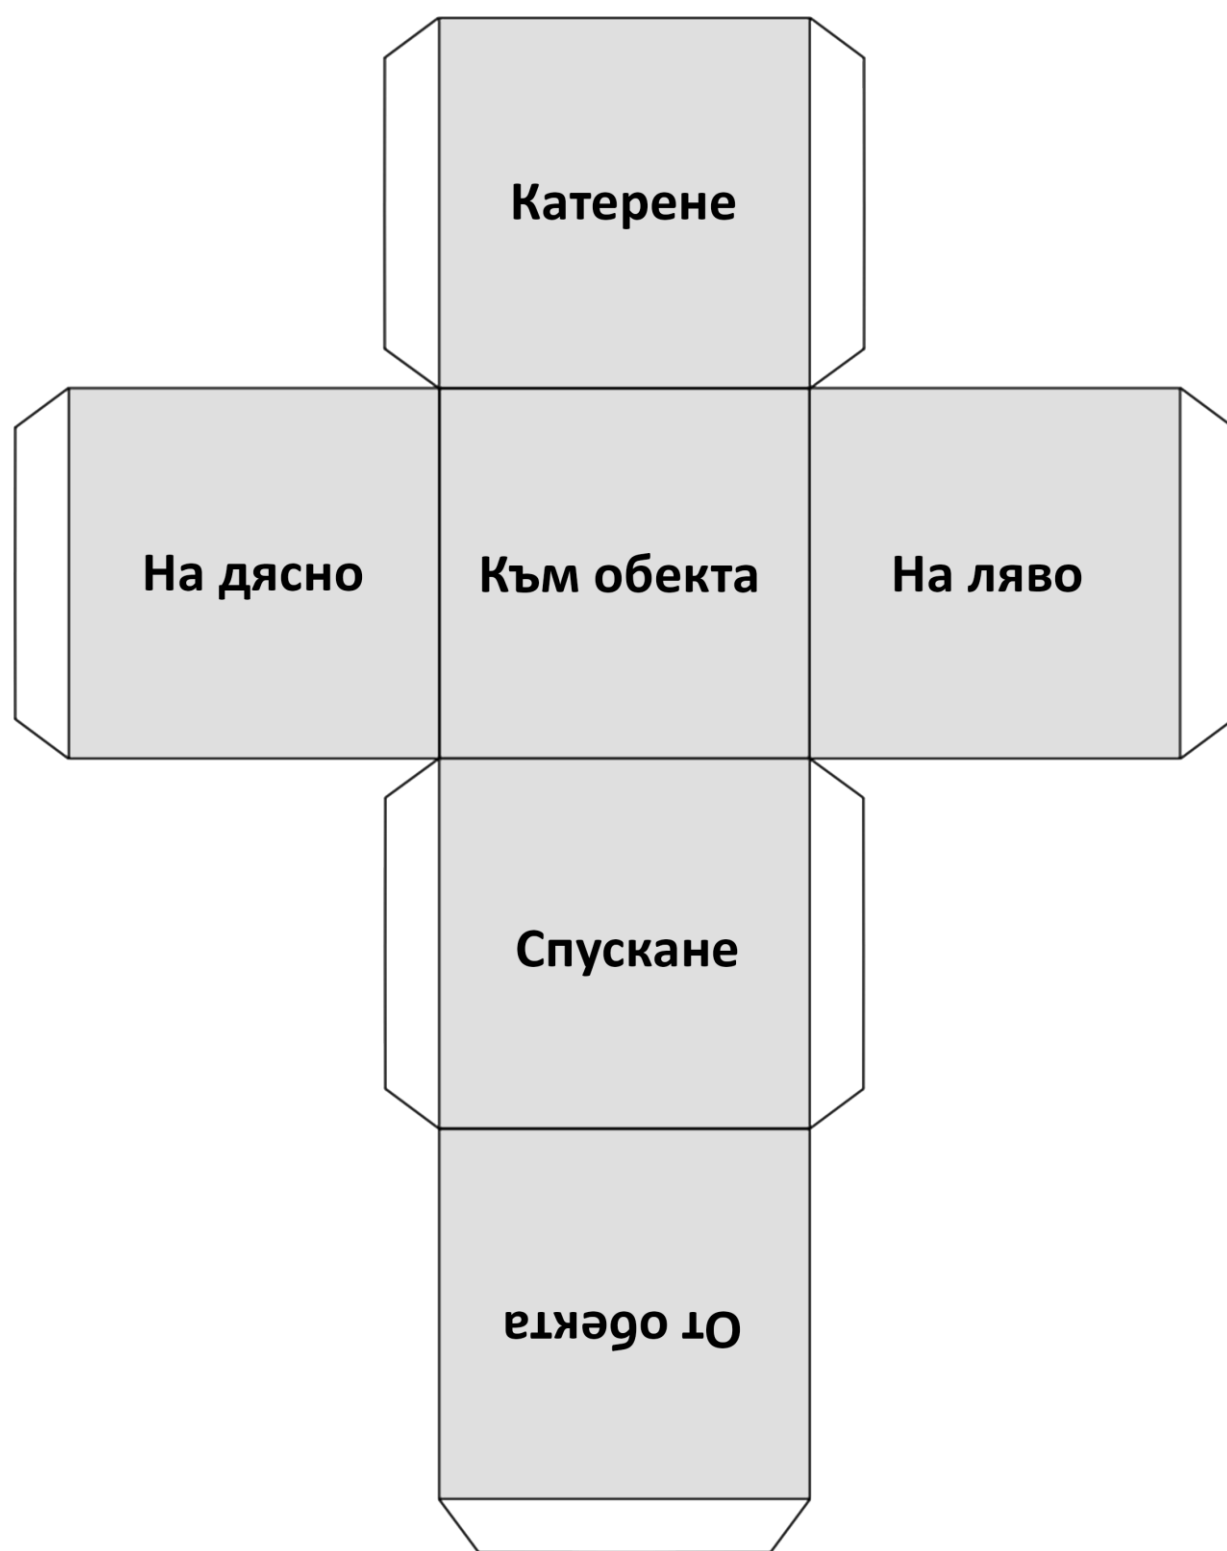 Катерене
На дясно
Към обекта
На ляво
Спускане
От обекта